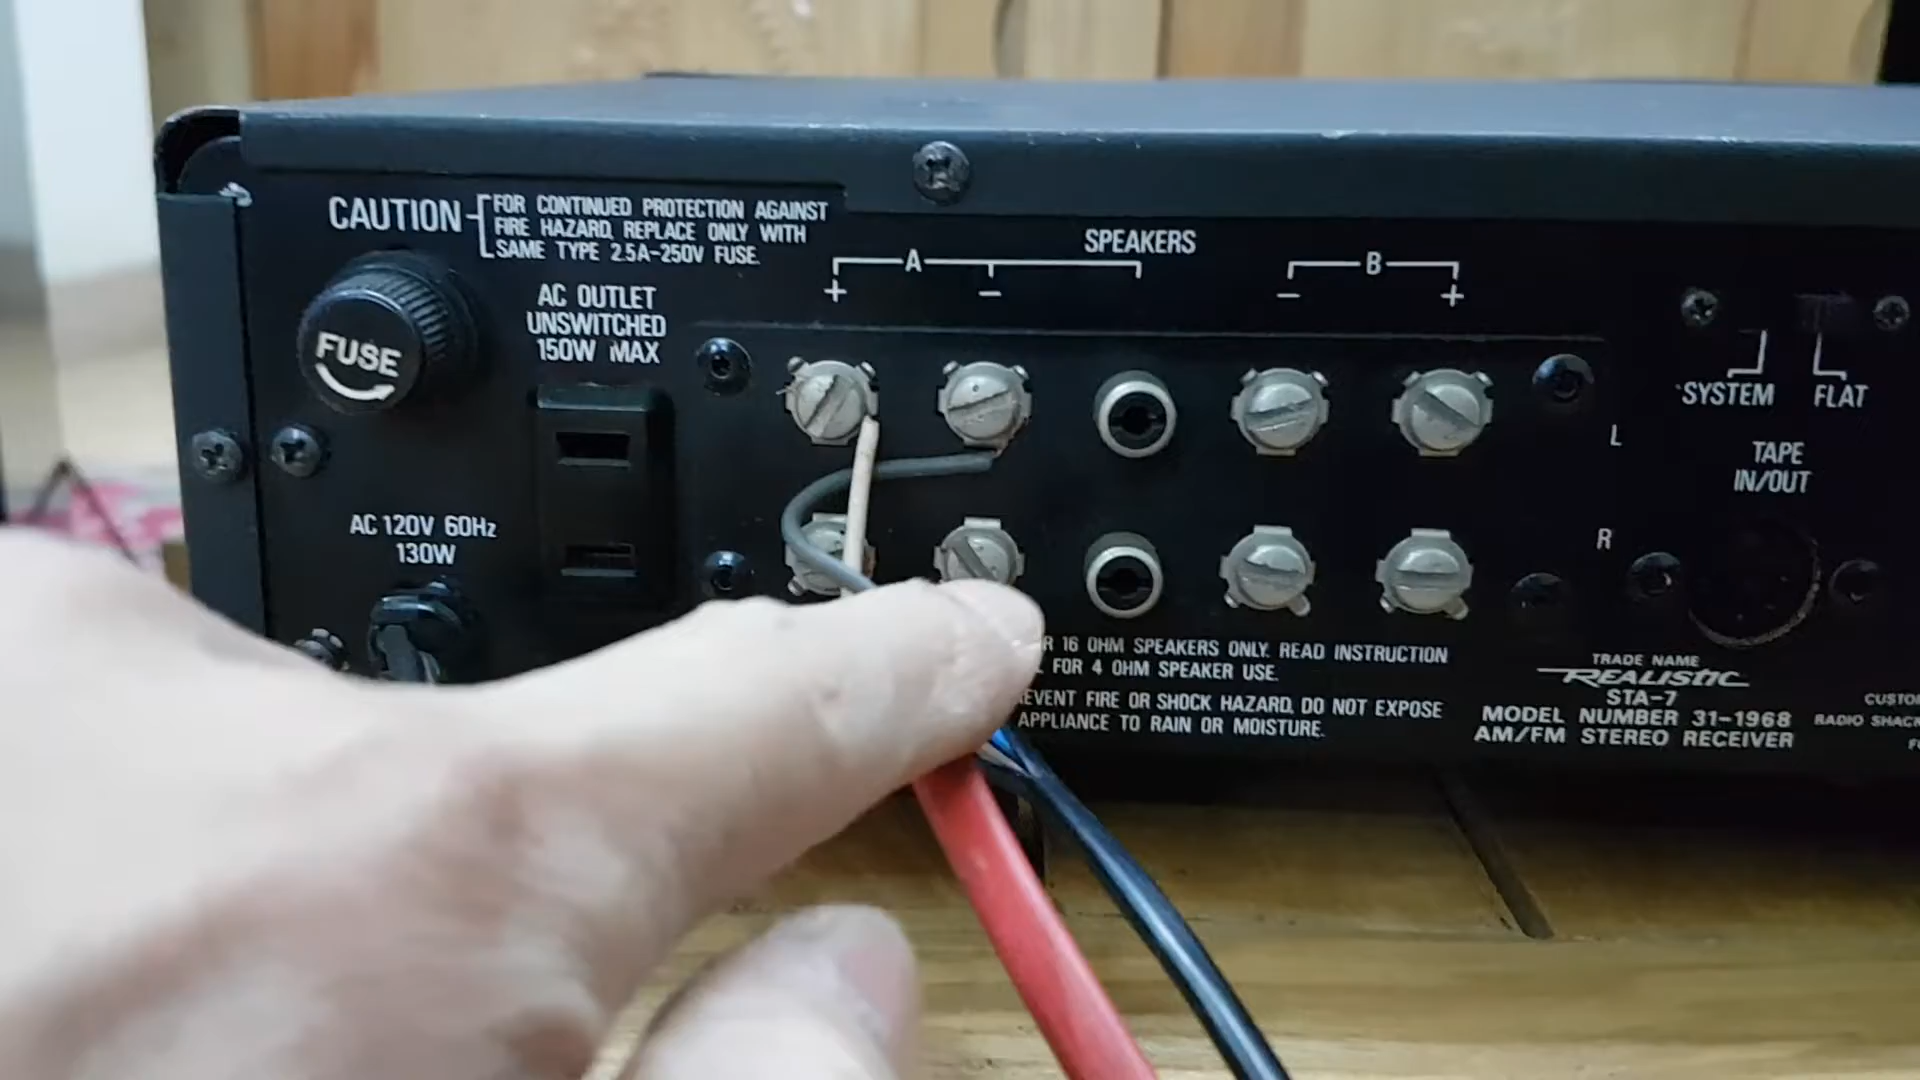 CAUTION
FOR CONTINUED PROTECTION AGAINST
FIRE HAZARD, REPLACE ONLY WITH
SAME TYPE 2.5A-250V FUSE.
FUSE
AC OUTLET
UNSWITCHED
150W MAX
AC 120V 60Hz
130W
SPEAKERS
A
B
+ −
− +
L
R
SYSTEM
FLAT
TAPE
IN/OUT
16 OHM SPEAKERS ONLY. READ INSTRUCTION
FOR 4 OHM SPEAKER USE.
FIRE OR SHOCK HAZARD, DO NOT EXPOSE
APPLIANCE TO RAIN OR MOISTURE.
TRADE NAME
REALISTIC
STA-7
MODEL NUMBER 31-1968
AM/FM STEREO RECEIVER
RADIO SHACK